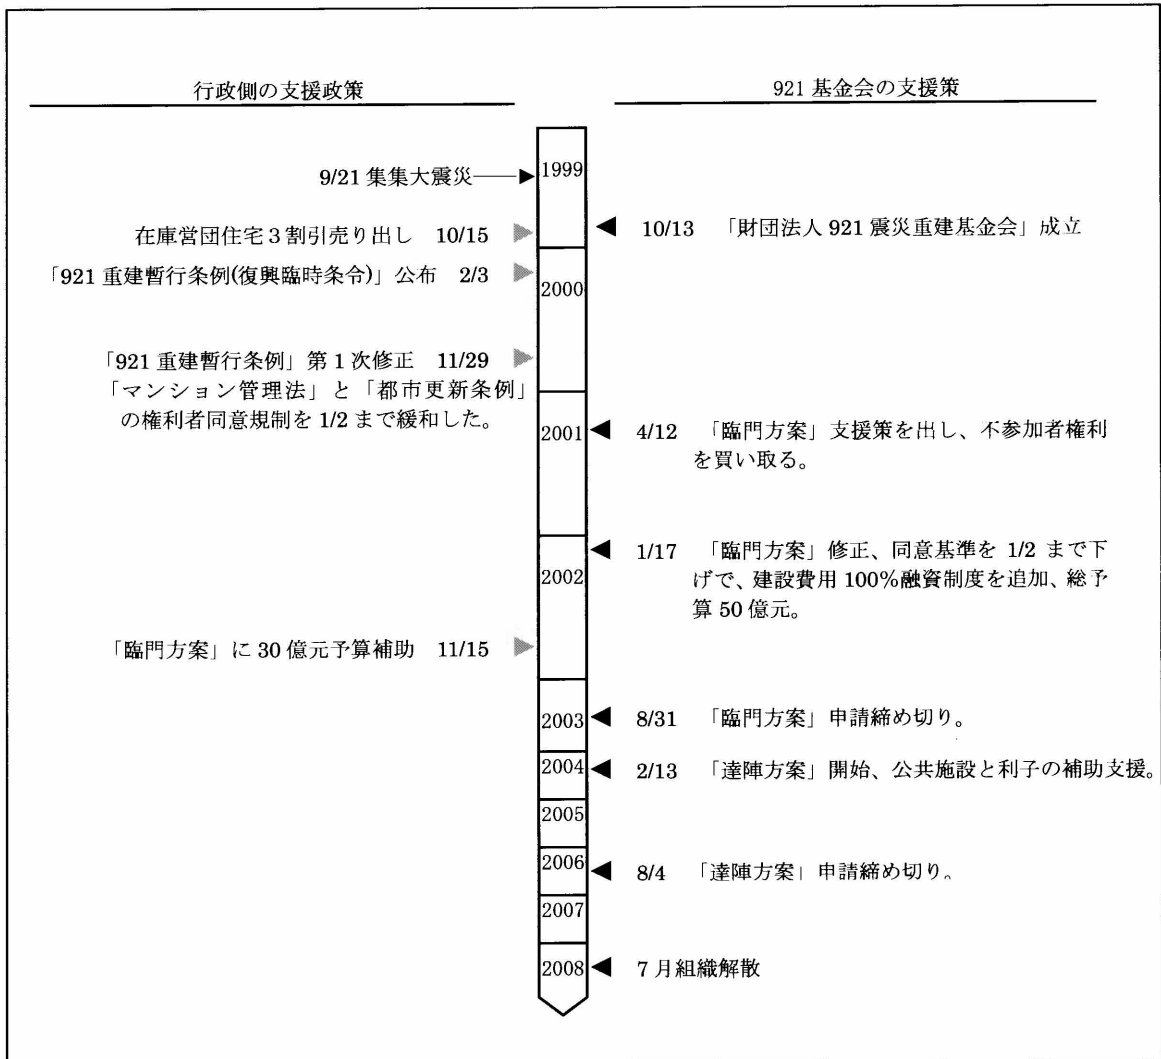 行政側の支援政策
921 基金会の支援策
1999
9/21 集集大震災
10/13 「財団法人 921 震災重建基金会」成立
在庫営団住宅 3 割引売り出し 10/15
「921 重建暫行条例(復興臨時条令)」公布 2/3
2000
「921 重建暫行条例」第 1 次修正 11/29
「マンション管理法」と「都市更新条例」
の権利者同意規制を 1/2 まで緩和した。
2001
4/12 「臨門方案」支援策を出し、不参加者権利
を買い取る。
1/17 「臨門方案」修正、同意基準を 1/2 まで下
げで、建設費用 100%融資制度を追加、総予
算 50 億元。
2002
「臨門方案」に 30 億元予算補助 11/15
2003
8/31 「臨門方案」申請締め切り。
2004
2/13 「達陣方案」開始、公共施設と利子の補助支援。
2005
2006
8/4 「達陣方案」申請締め切り。
2007
2008
7 月組織解散